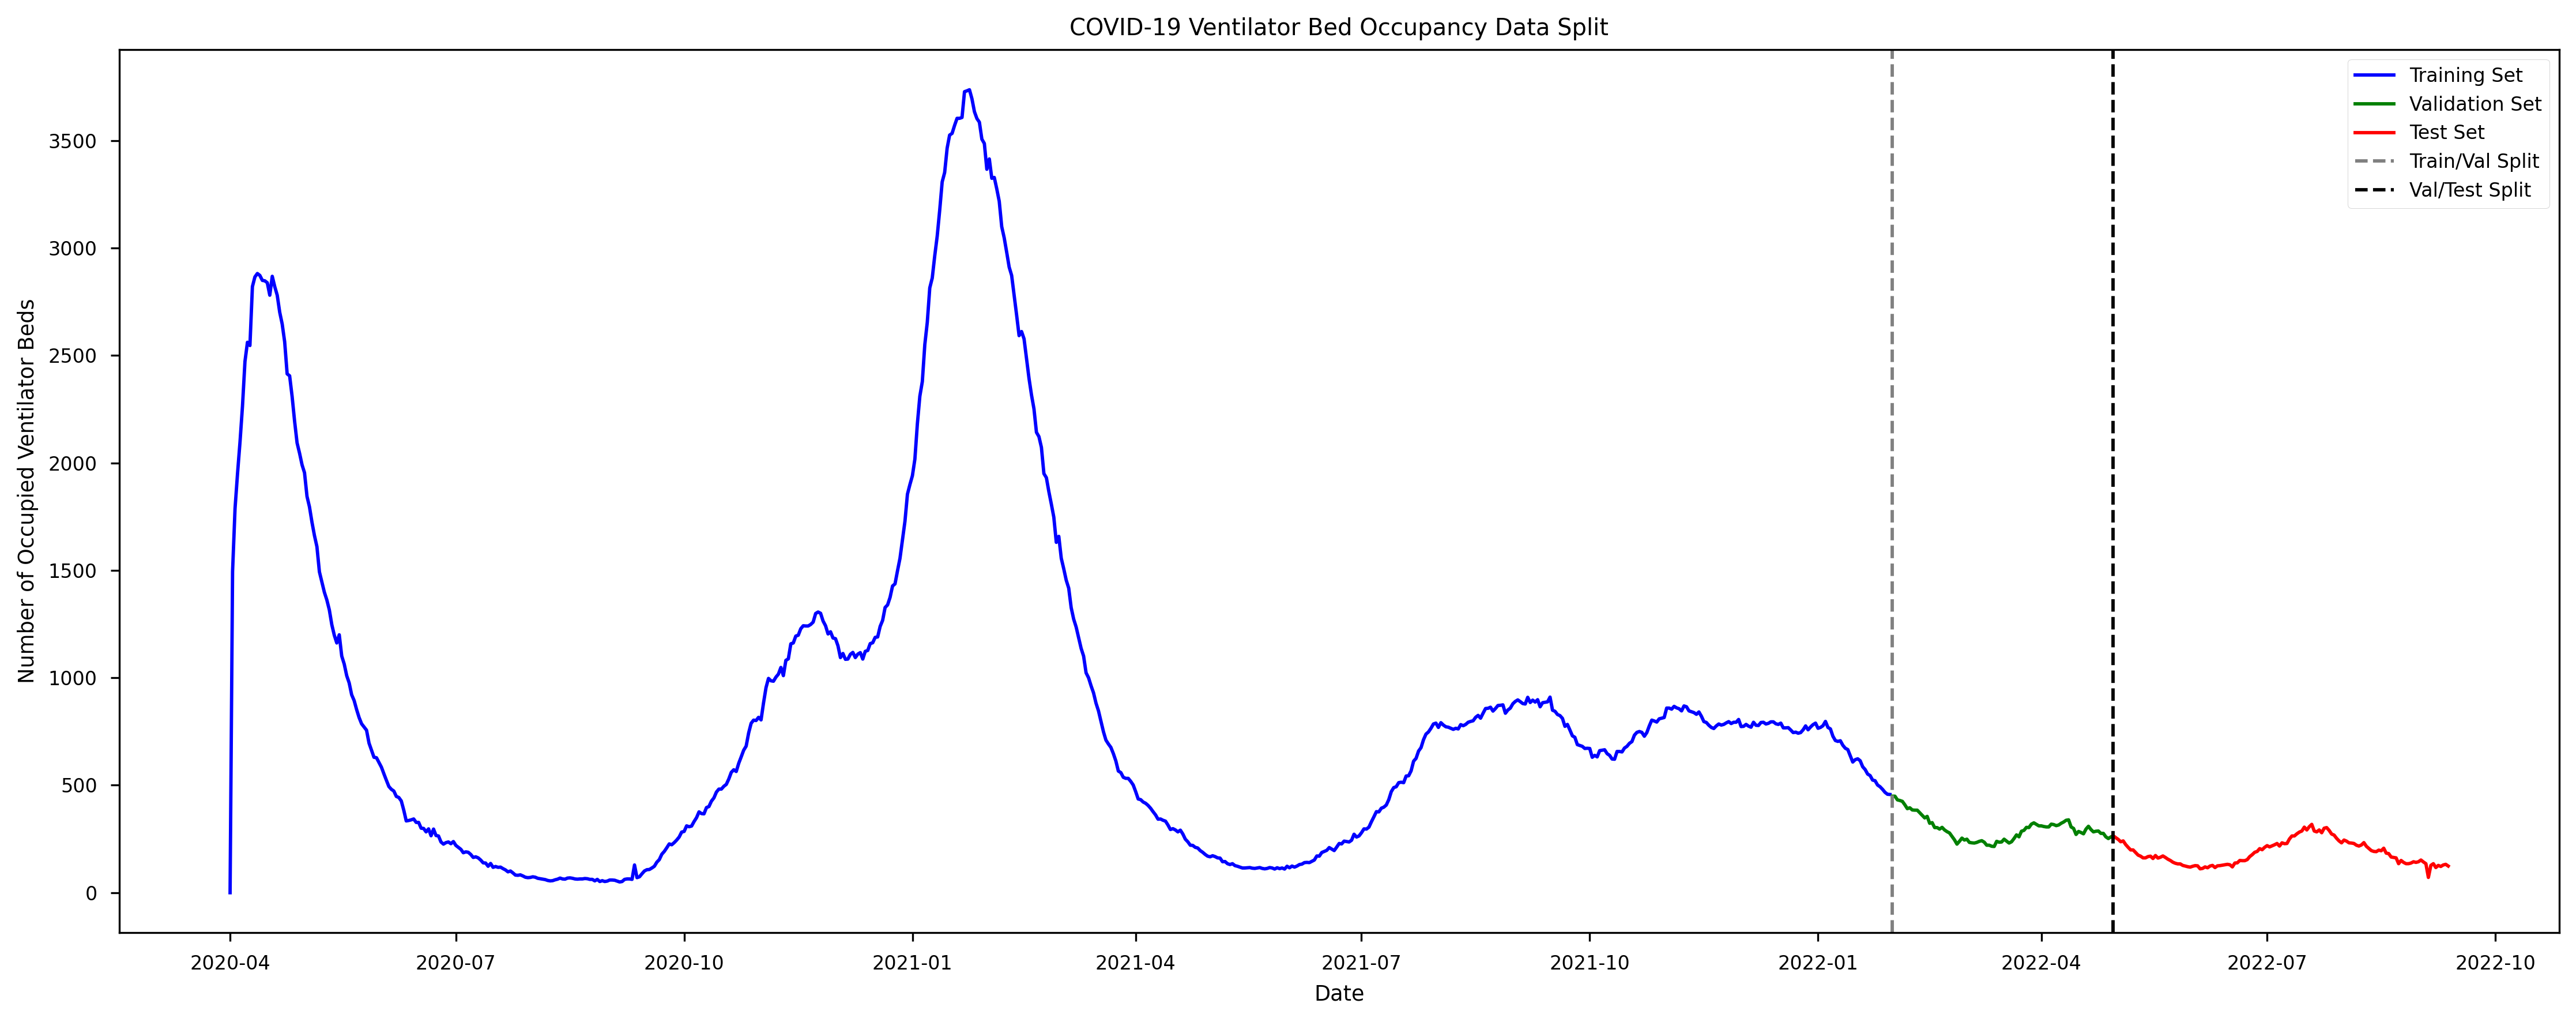 COVID-19 Ventilator Bed Occupancy Data Split
Training Set
Validation Set
Test Set
Train/Val Split
Val/Test Split
Number of Occupied Ventilator Beds
3500
3000
2500
2000
1500
1000
500
0
2020-04 2020-07 2020-10 2021-01 2021-04 2021-07 2021-10 2022-01 2022-04 2022-07 2022-10
Date